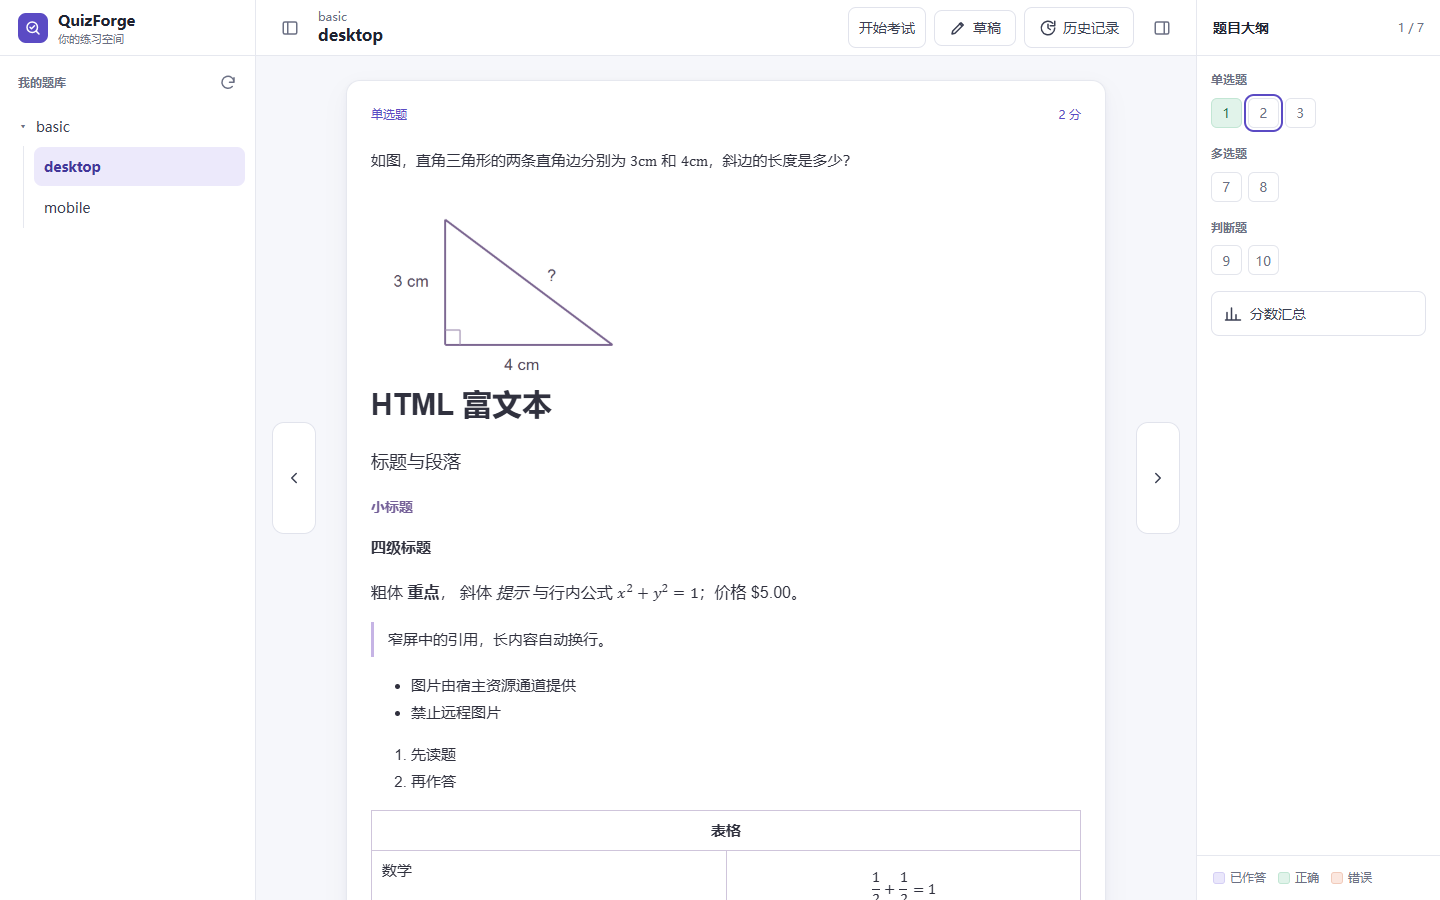 QuizForge
你的练习空间
我的题库
basic
desktop
mobile
basic
desktop
开始考试
草稿
历史记录
单选题
2 分
如图，直角三角形的两条直角边分别为 3cm 和 4cm，斜边的长度是多少？
3 cm
?
4 cm
HTML 富文本
标题与段落
小标题
四级标题
粗体 重点， 斜体 提示 与行内公式 x² + y² = 1；价格 $5.00。
窄屏中的引用，长内容自动换行。
• 图片由宿主资源通道提供
• 禁止远程图片
1. 先读题
2. 再作答
表格
数学
1/2 + 1/2 = 1
题目大纲
1 / 7
单选题
1 2 3
多选题
7 8
判断题
9 10
分数汇总
已作答 正确 错误